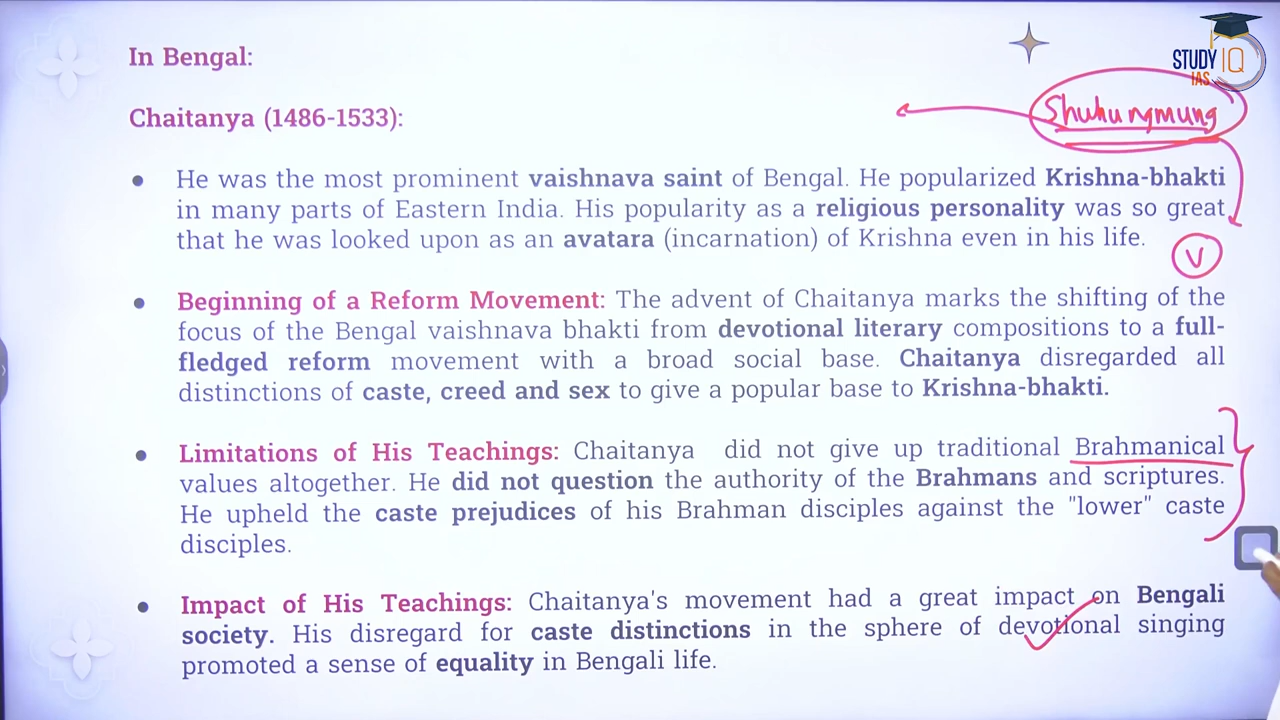 In Bengal:
STUDY IQ
IAS
Chaitanya (1486-1533):
Shuhungmung
• He was the most prominent vaishnava saint of Bengal. He popularized Krishna-bhakti
in many parts of Eastern India. His popularity as a religious personality was so great
that he was looked upon as an avatara (incarnation) of Krishna even in his life.
V
• Beginning of a Reform Movement: The advent of Chaitanya marks the shifting of the
focus of the Bengal vaishnava bhakti from devotional literary compositions to a full-
fledged reform movement with a broad social base. Chaitanya disregarded all
distinctions of caste, creed and sex to give a popular base to Krishna-bhakti.
• Limitations of His Teachings: Chaitanya did not give up traditional Brahmanical
values altogether. He did not question the authority of the Brahmans and scriptures.
He upheld the caste prejudices of his Brahman disciples against the "lower" caste
disciples.
• Impact of His Teachings: Chaitanya's movement had a great impact on Bengali
society. His disregard for caste distinctions in the sphere of devotional singing
promoted a sense of equality in Bengali life.